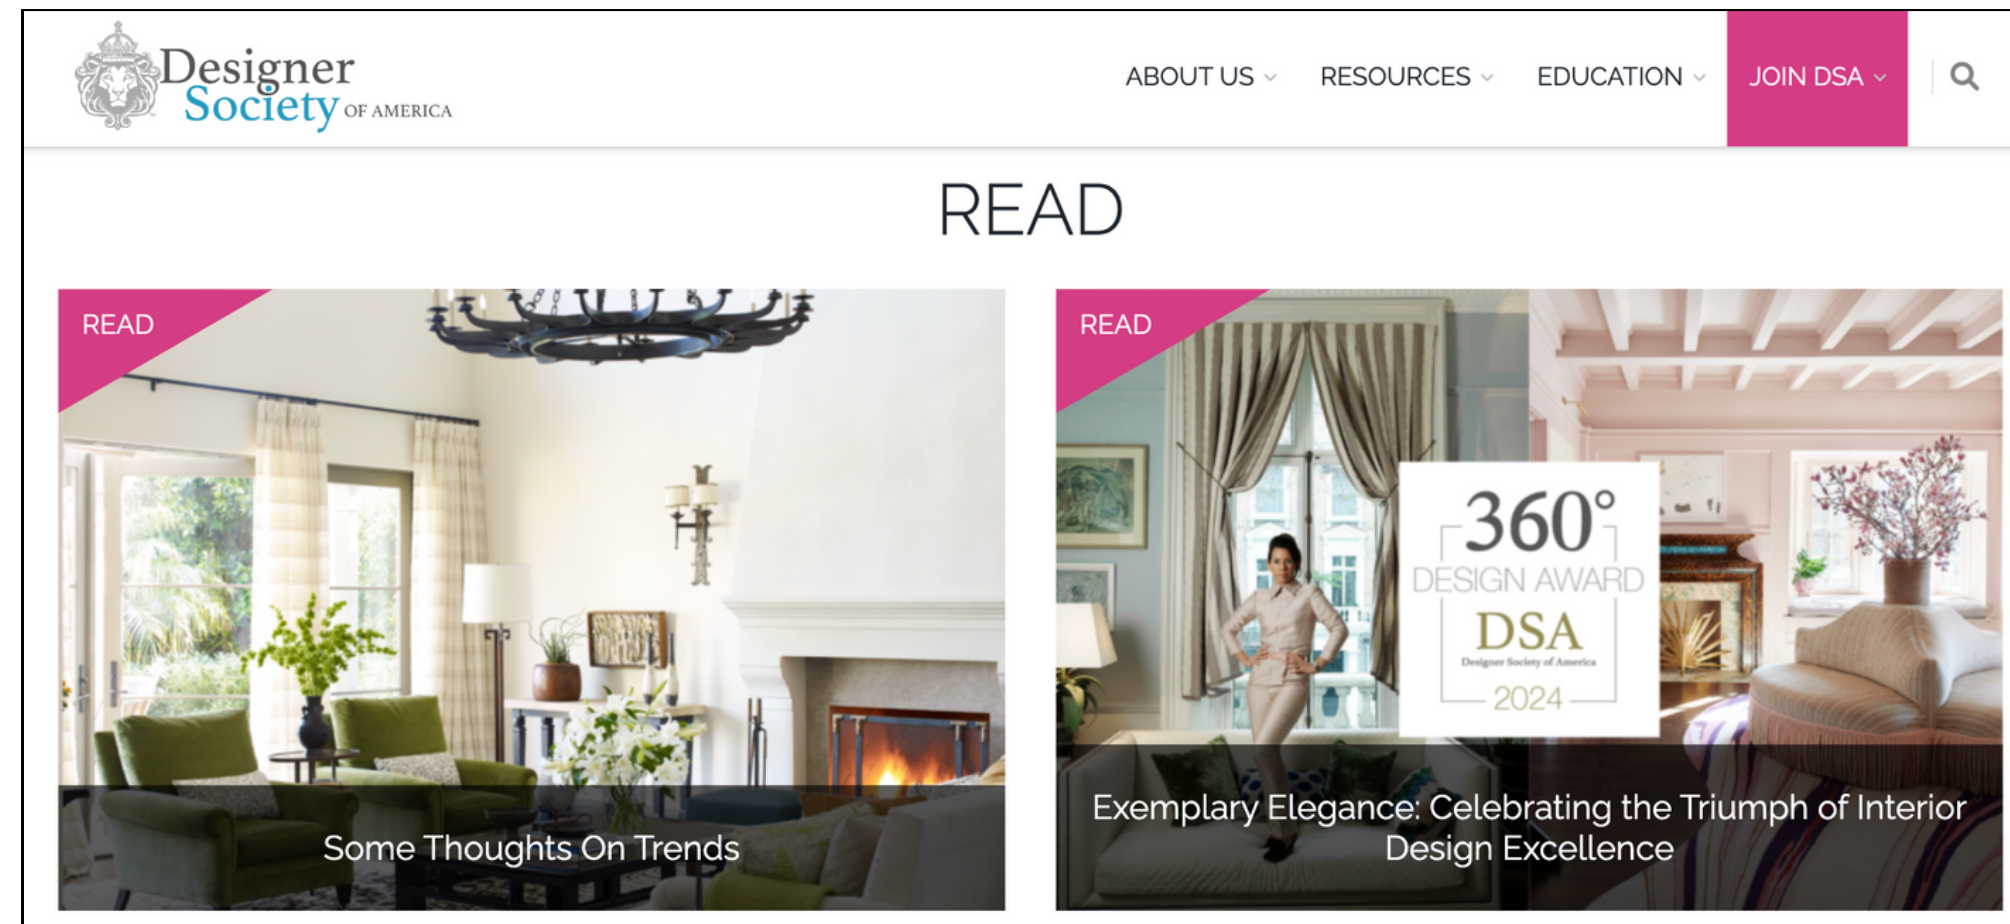 Designer
Society OF AMERICA
ABOUT US
RESOURCES
EDUCATION
JOIN DSA
READ
READ
Some Thoughts On Trends
READ
360°
DESIGN AWARD
DSA
Designer Society of America
2024
Exemplary Elegance: Celebrating the Triumph of Interior
Design Excellence